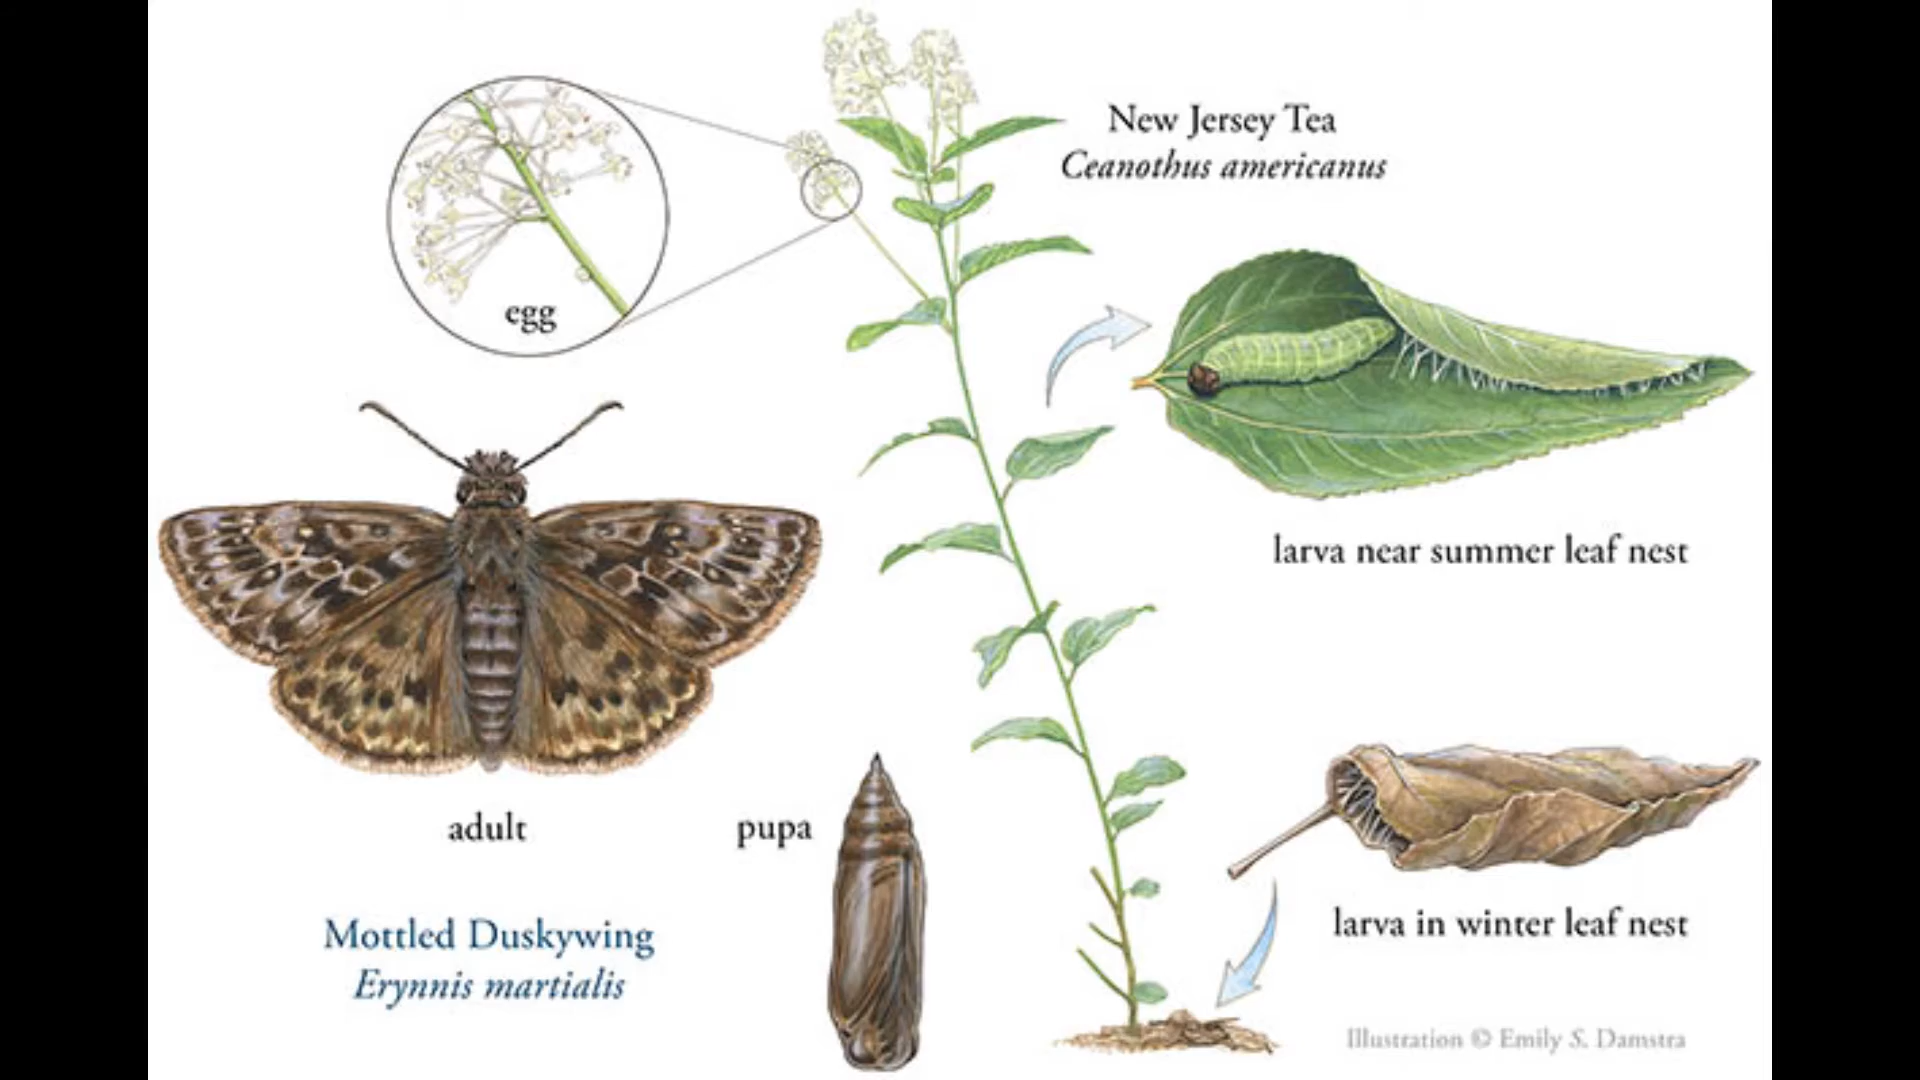 New Jersey Tea
Ceanothus americanus
egg
larva near summer leaf nest
adult
pupa
larva in winter leaf nest
Mottled Duskywing
Erynnis martialis
Illustration © Emily S. Damstra